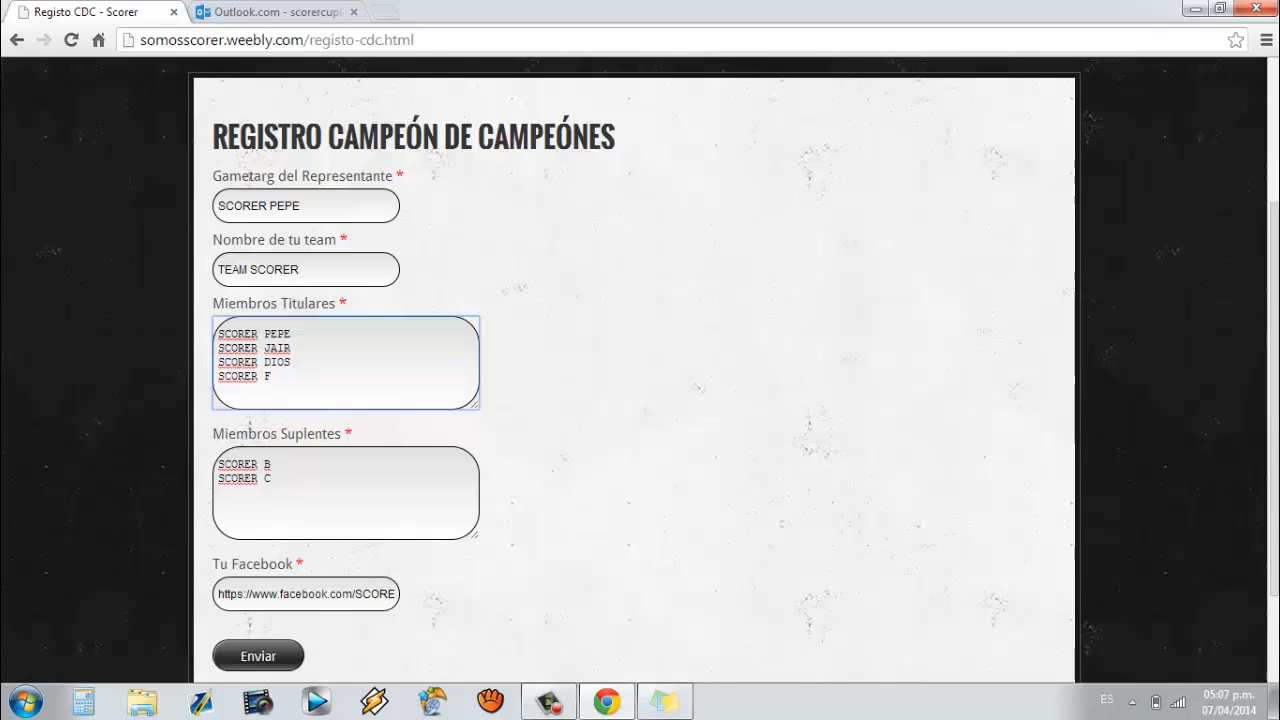 Registo CDC - Scorer
Outlook.com - scorercup
somosscorer.weebly.com/registo-cdc.html
REGISTRO CAMPEÓN DE CAMPEÓNES
Gametarg del Representante *
SCORER PEPE
Nombre de tu team *
TEAM SCORER
Miembros Titulares *
SCORER PEPE
SCORER JAIR
SCORER DIOS
SCORER F
Miembros Suplentes *
SCORER B
SCORER C
Tu Facebook *
https://www.facebook.com/SCORE
Enviar
ES
05:07 p.m.
07/04/2014